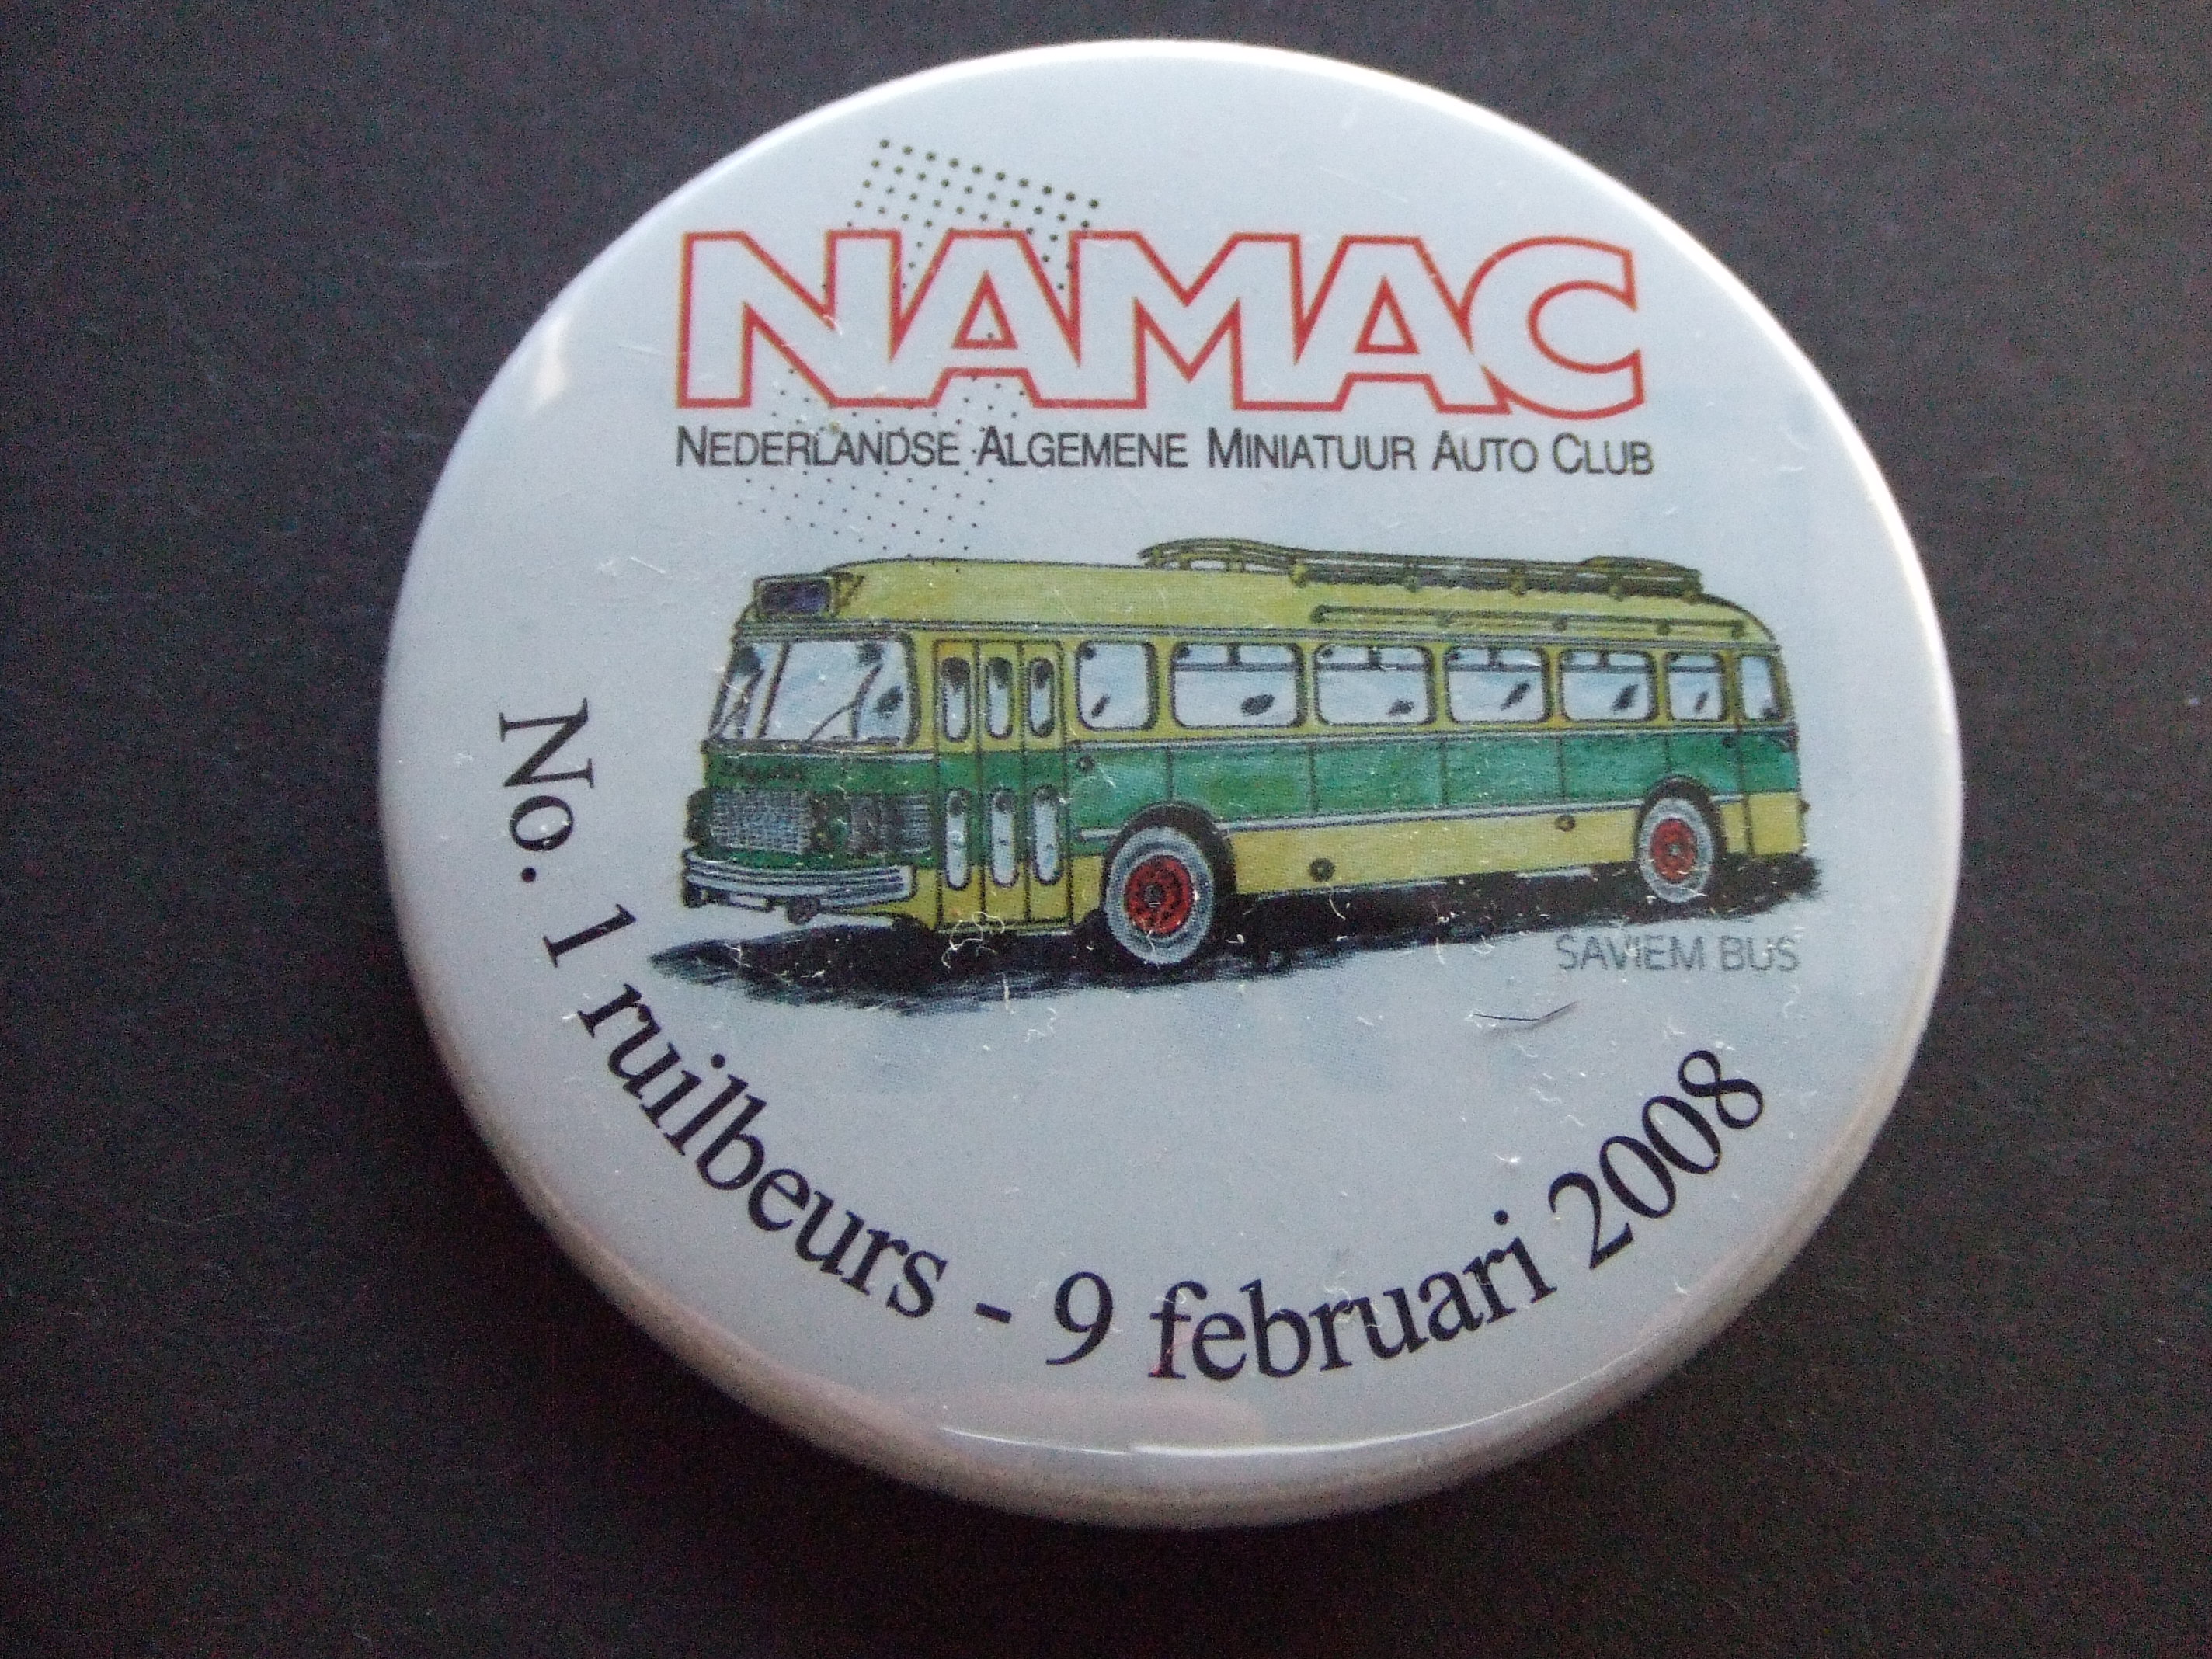 NAMAC
NEDERLANDSE ALGEMENE MINIATUUR AUTO CLUB
SAVIEM BUS
No. 1 ruilbeurs - 9 februari 2008